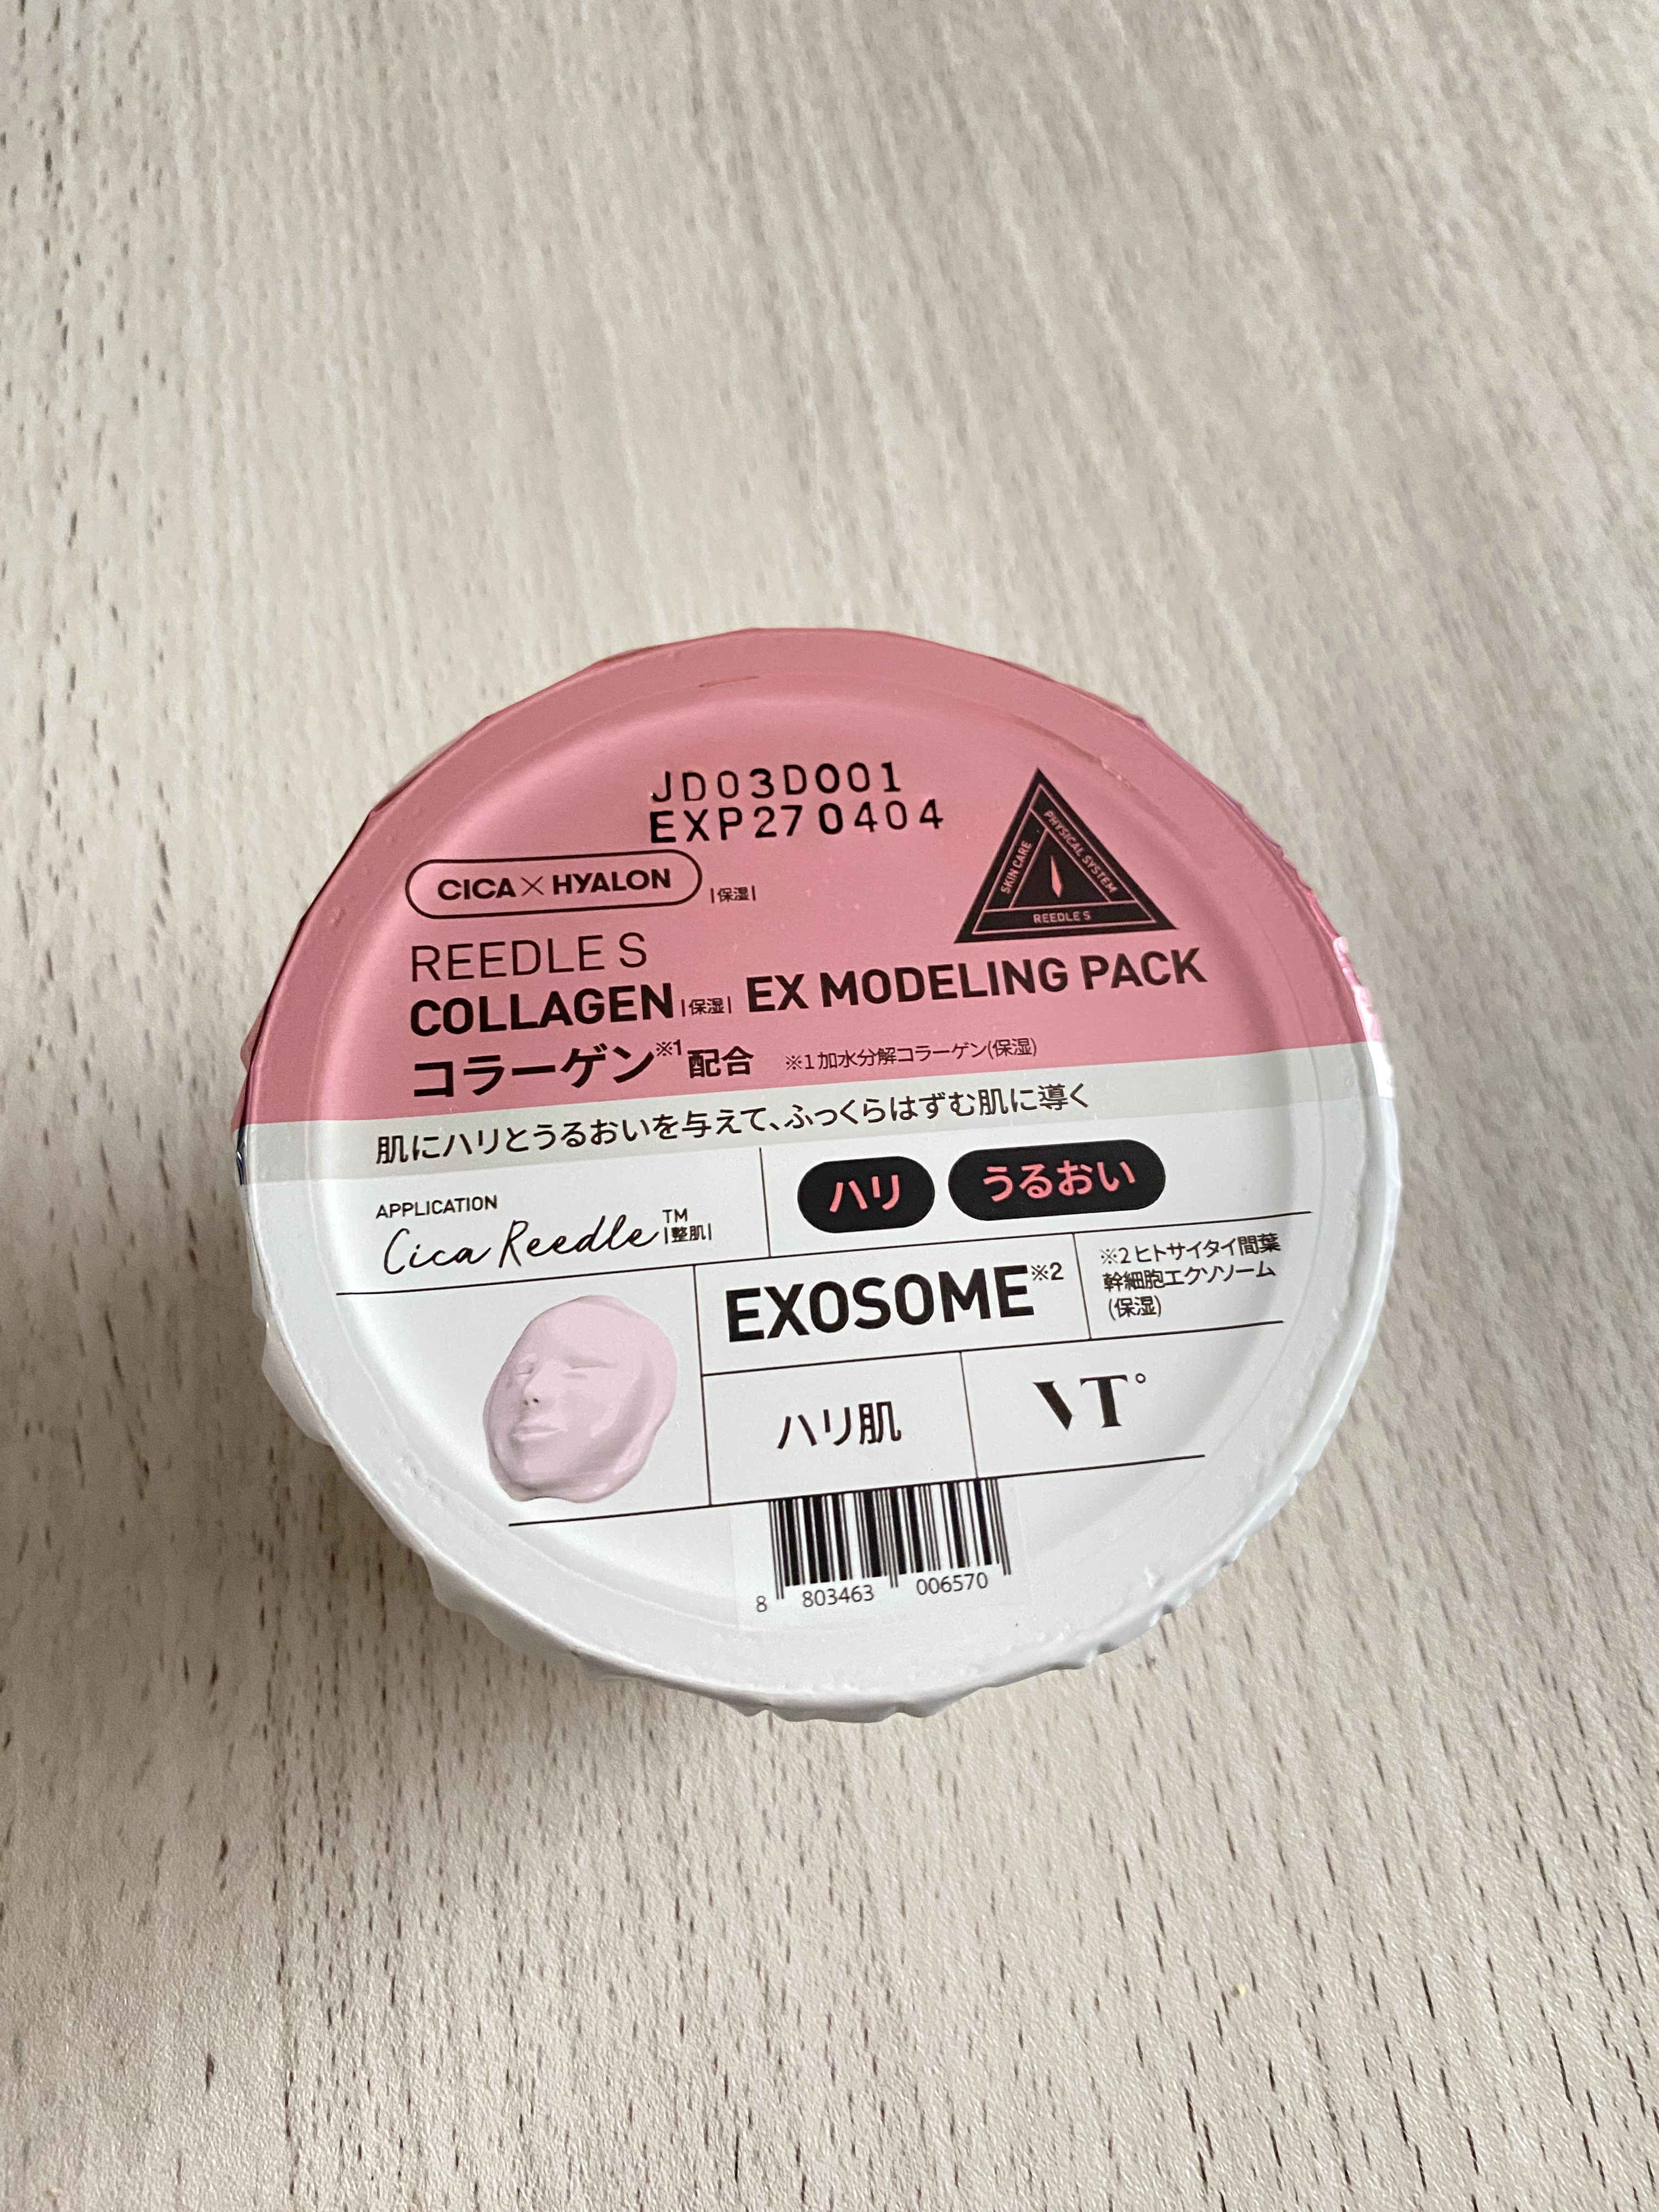 JD03D001
EXP270404
CICA×HYALON |保湿|
SKIN CARE
PHYSICAL SYSTEM
REEDLE S
REEDLE S
COLLAGEN |保湿| EX MODELING PACK
コラーゲン※1配合 ※1加水分解コラーゲン(保湿)
肌にハリとうるおいを与えて、ふっくらはずむ肌に導く
APPLICATION
Cica Reedle™ |整肌|
ハリ うるおい
EXOSOME※2
※2ヒトサイタイ間葉
幹細胞エクソソーム
(保湿)
ハリ肌
VT°
8 803463 006570